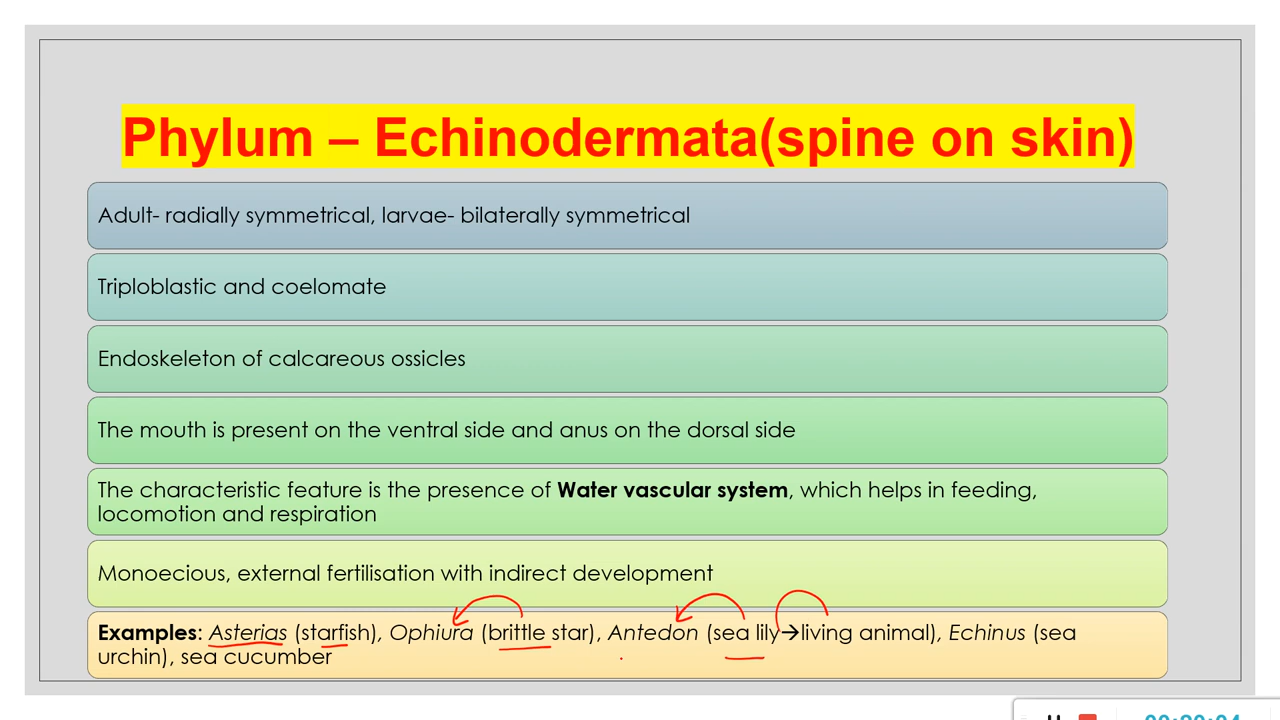 Phylum – Echinodermata(spine on skin)
Adult- radially symmetrical, larvae- bilaterally symmetrical
Triploblastic and coelomate
Endoskeleton of calcareous ossicles
The mouth is present on the ventral side and anus on the dorsal side
The characteristic feature is the presence of Water vascular system, which helps in feeding,
locomotion and respiration
Monoecious, external fertilisation with indirect development
Examples: Asterias (starfish), Ophiura (brittle star), Antedon (sea lily→living animal), Echinus (sea
urchin), sea cucumber